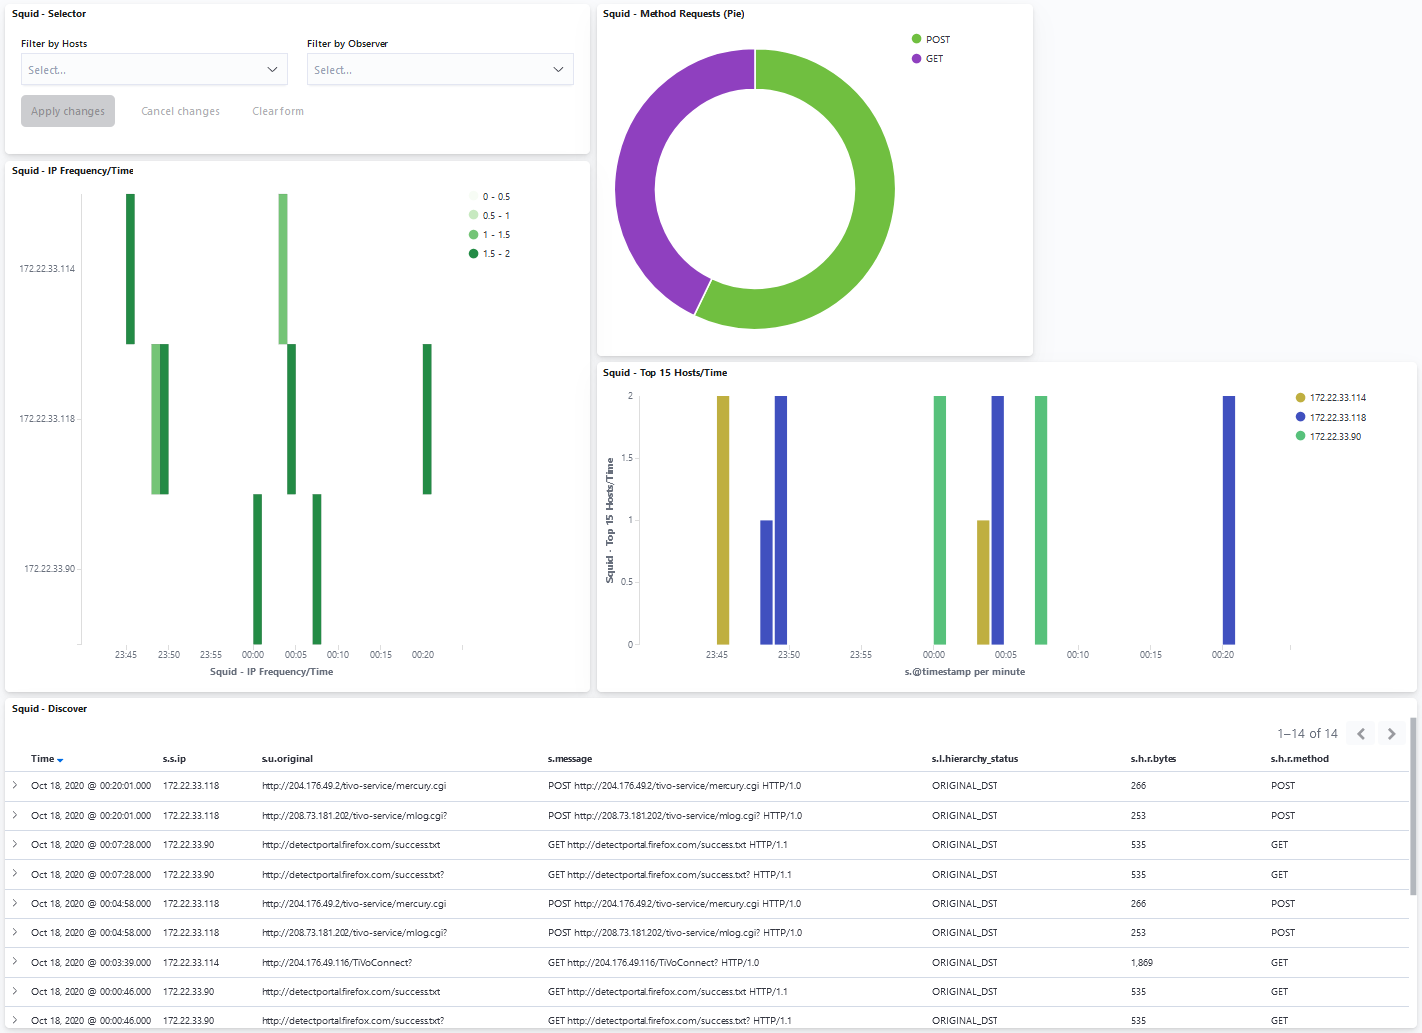 Squid - Selector
Filter by Hosts
Filter by Observer
Select...
Select...
Apply changes
Cancel changes
Clear form
Squid - Method Requests (Pie)
POST
GET
Squid - IP Frequency/Time
0 - 0.5
0.5 - 1
1 - 1.5
1.5 - 2
172.22.33.114
172.22.33.118
172.22.33.90
23:45 23:50 23:55 00:00 00:05 00:10 00:15 00:20
Squid - IP Frequency/Time
Squid - Top 15 Hosts/Time
172.22.33.114
172.22.33.118
172.22.33.90
2
1.5
1
0.5
0
Squid - Top 15 Hosts/Time
23:45 23:50 23:55 00:00 00:05 00:10 00:15 00:20
s.@timestamp per minute
Squid - Discover
1–14 of 14
Time s.s.ip s.u.original s.message s.l.hierarchy_status s.h.r.bytes s.h.r.method
Oct 18, 2020 @ 00:20:01.000 172.22.33.118 http://204.176.49.2/tivo-service/mercury.cgi POST http://204.176.49.2/tivo-service/mercury.cgi HTTP/1.0 ORIGINAL_DST 266 POST
Oct 18, 2020 @ 00:20:01.000 172.22.33.118 http://208.73.181.202/tivo-service/mlog.cgi? POST http://208.73.181.202/tivo-service/mlog.cgi? HTTP/1.0 ORIGINAL_DST 253 POST
Oct 18, 2020 @ 00:07:28.000 172.22.33.90 http://detectportal.firefox.com/success.txt GET http://detectportal.firefox.com/success.txt HTTP/1.1 ORIGINAL_DST 535 GET
Oct 18, 2020 @ 00:07:28.000 172.22.33.90 http://detectportal.firefox.com/success.txt? GET http://detectportal.firefox.com/success.txt? HTTP/1.1 ORIGINAL_DST 535 GET
Oct 18, 2020 @ 00:04:58.000 172.22.33.118 http://204.176.49.2/tivo-service/mercury.cgi POST http://204.176.49.2/tivo-service/mercury.cgi HTTP/1.0 ORIGINAL_DST 266 POST
Oct 18, 2020 @ 00:04:58.000 172.22.33.118 http://208.73.181.202/tivo-service/mlog.cgi? POST http://208.73.181.202/tivo-service/mlog.cgi? HTTP/1.0 ORIGINAL_DST 253 POST
Oct 18, 2020 @ 00:03:39.000 172.22.33.114 http://204.176.49.116/TiVoConnect? GET http://204.176.49.116/TiVoConnect? HTTP/1.0 ORIGINAL_DST 1,869 GET
Oct 18, 2020 @ 00:00:46.000 172.22.33.90 http://detectportal.firefox.com/success.txt GET http://detectportal.firefox.com/success.txt HTTP/1.1 ORIGINAL_DST 535 GET
Oct 18, 2020 @ 00:00:46.000 172.22.33.90 http://detectportal.firefox.com/success.txt? GET http://detectportal.firefox.com/success.txt? HTTP/1.1 ORIGINAL_DST 535 GET